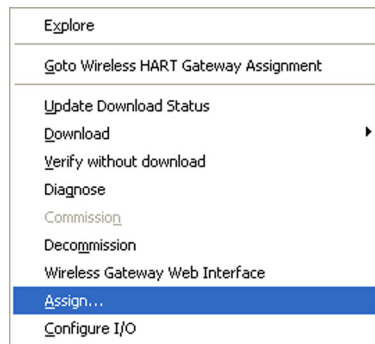 Explore
Goto Wireless HART Gateway Assignment
Update Download Status
Download
Verify without download
Diagnose
Commission
Decommission
Wireless Gateway Web Interface
Assign...
Configure I/O